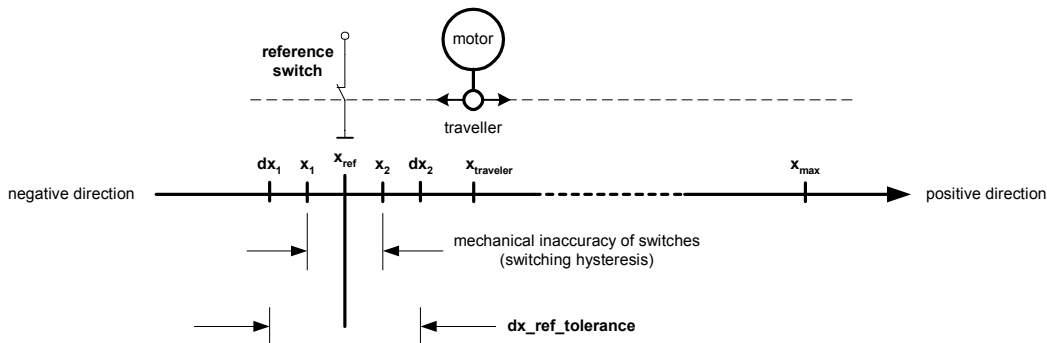 motor
reference
switch
traveller
dx1 x1 xref x2 dx2 xtraveler xmax
negative direction
positive direction
mechanical inaccuracy of switches
(switching hysteresis)
dx_ref_tolerance